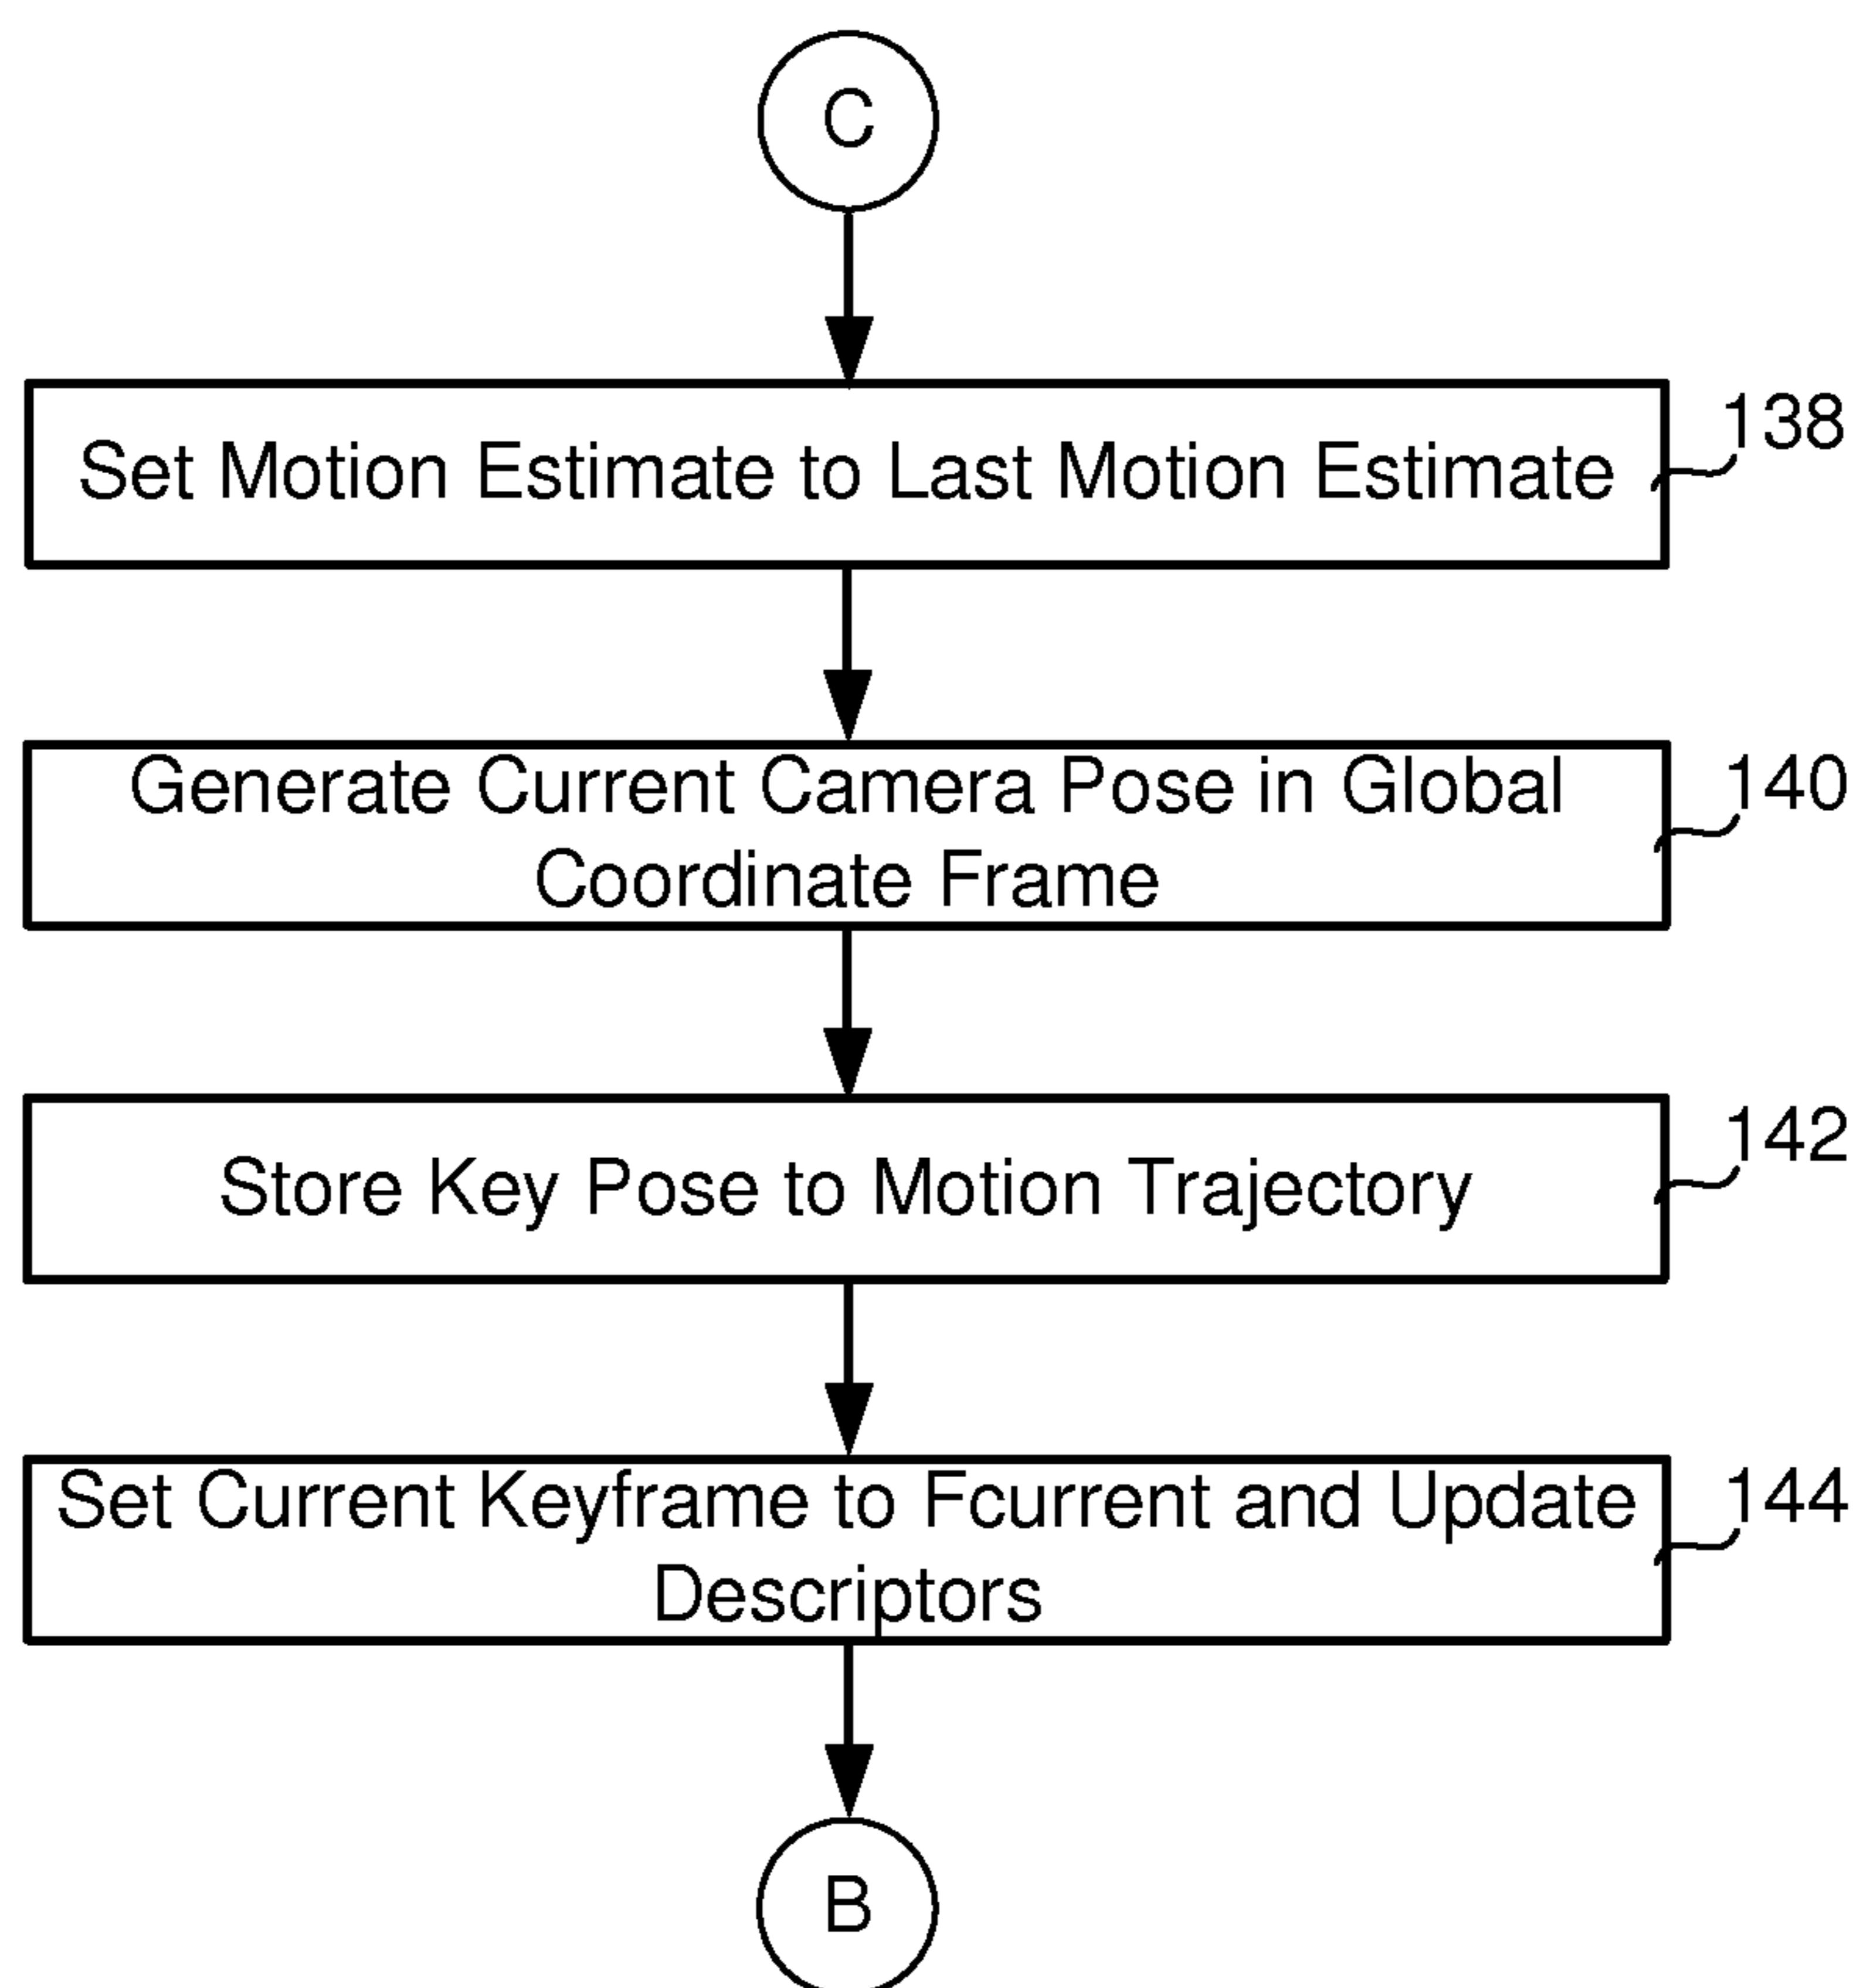 C
Set Motion Estimate to Last Motion Estimate
138
Generate Current Camera Pose in Global
Coordinate Frame
140
Store Key Pose to Motion Trajectory
142
Set Current Keyframe to Fcurrent and Update
Descriptors
144
B